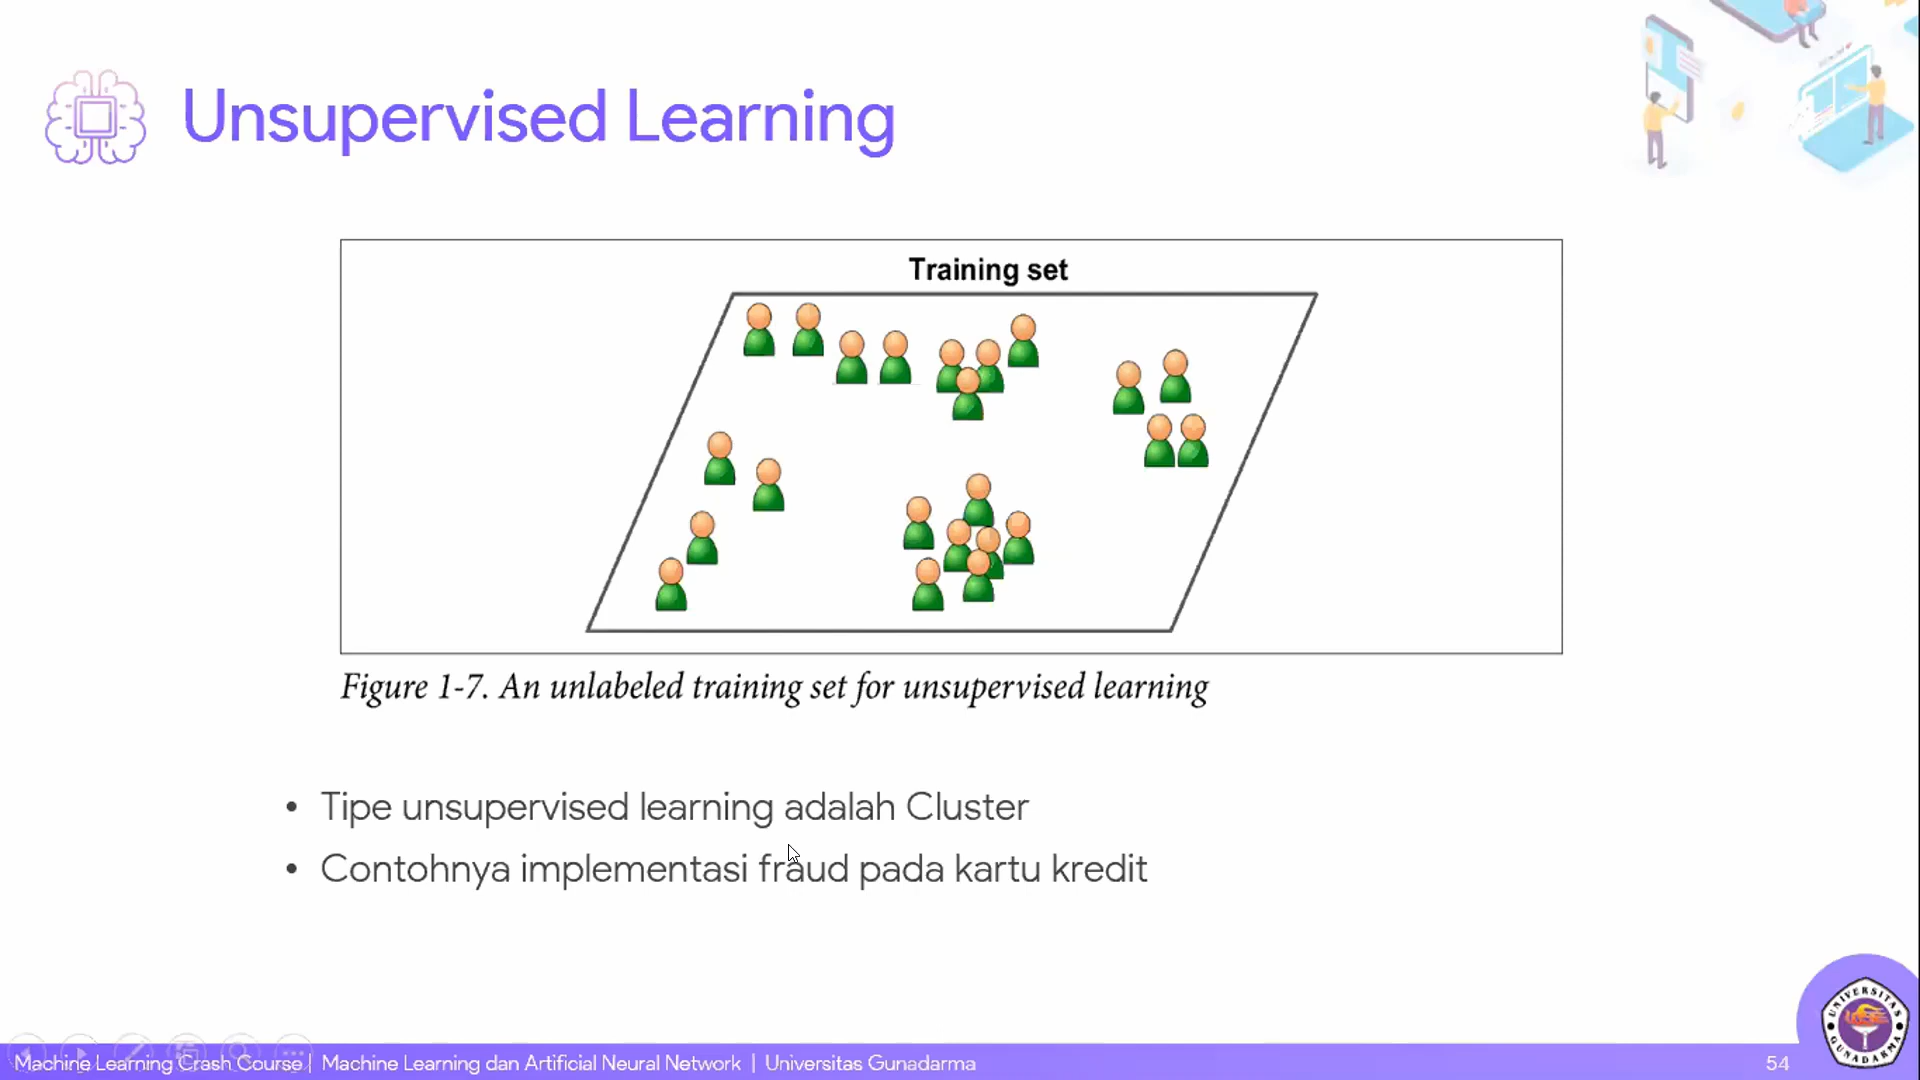 Unsupervised Learning
Training set
Figure 1-7. An unlabeled training set for unsupervised learning
• Tipe unsupervised learning adalah Cluster
• Contohnya implementasi fraud pada kartu kredit
Machine Learning Crash Course | Machine Learning dan Artificial Neural Network | Universitas Gunadarma
54
UNIVERSITAS
GUNADARMA